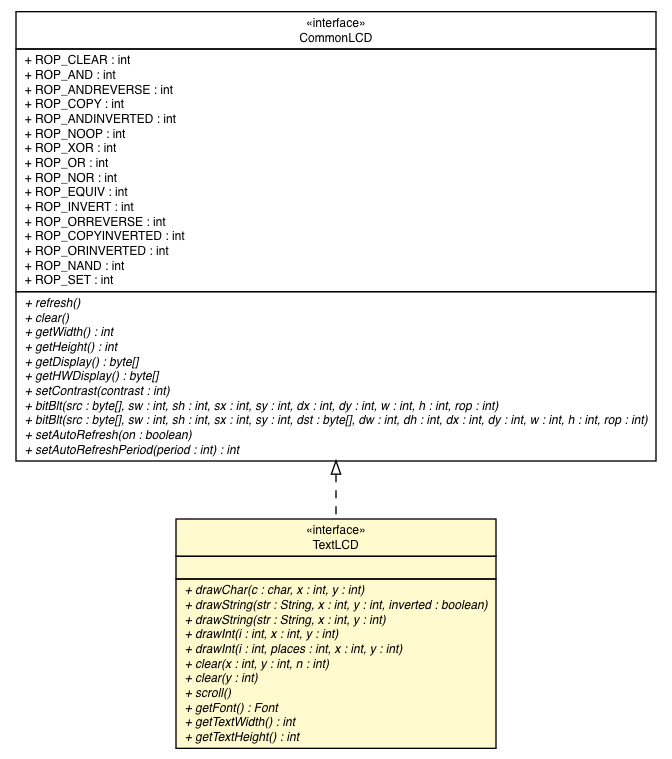 «interface»
CommonLCD
+ ROP_CLEAR : int
+ ROP_AND : int
+ ROP_ANDREVERSE : int
+ ROP_COPY : int
+ ROP_ANDINVERTED : int
+ ROP_NOOP : int
+ ROP_XOR : int
+ ROP_OR : int
+ ROP_NOR : int
+ ROP_EQUIV : int
+ ROP_INVERT : int
+ ROP_ORREVERSE : int
+ ROP_COPYINVERTED : int
+ ROP_ORINVERTED : int
+ ROP_NAND : int
+ ROP_SET : int
+ refresh()
+ clear()
+ getWidth() : int
+ getHeight() : int
+ getDisplay() : byte[]
+ getHWDisplay() : byte[]
+ setContrast(contrast : int)
+ bitBlt(src : byte[], sw : int, sh : int, sx : int, sy : int, dx : int, dy : int, w : int, h : int, rop : int)
+ bitBlt(src : byte[], sw : int, sh : int, sx : int, sy : int, dst : byte[], dw : int, dh : int, dx : int, dy : int, w : int, h : int, rop : int)
+ setAutoRefresh(on : boolean)
+ setAutoRefreshPeriod(period : int) : int
«interface»
TextLCD
+ drawChar(c : char, x : int, y : int)
+ drawString(str : String, x : int, y : int, inverted : boolean)
+ drawString(str : String, x : int, y : int)
+ drawInt(i : int, x : int, y : int)
+ drawInt(i : int, places : int, x : int, y : int)
+ clear(x : int, y : int, n : int)
+ clear(y : int)
+ scroll()
+ getFont() : Font
+ getTextWidth() : int
+ getTextHeight() : int